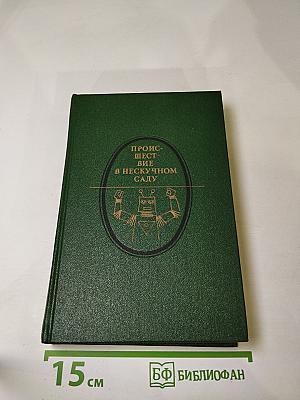 ПРОИС-
ШЕСТ
ВИЕ
В НЕСКУЧНОМ
САДУ
15 см
БФ БИБЛИОФАН